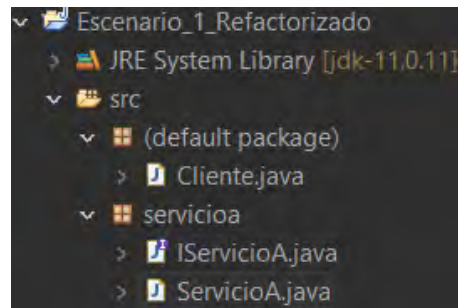 Escenario_1_Refactorizado
JRE System Library [jdk-11.0.11]
src
(default package)
Cliente.java
servicioa
IServicioA.java
ServicioA.java